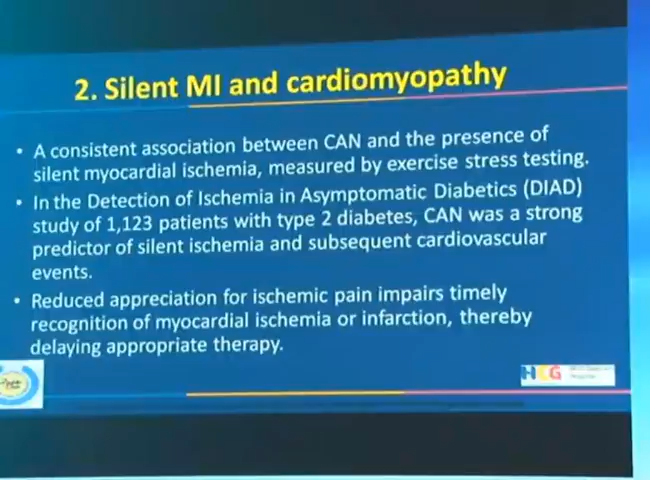 2. Silent MI and cardiomyopathy
• A consistent association between CAN and the presence of
silent myocardial ischemia, measured by exercise stress testing.
• In the Detection of Ischemia in Asymptomatic Diabetics (DIAD)
study of 1,123 patients with type 2 diabetes, CAN was a strong
predictor of silent ischemia and subsequent cardiovascular
events.
• Reduced appreciation for ischemic pain impairs timely
recognition of myocardial ischemia or infarction, thereby
delaying appropriate therapy.
HCG